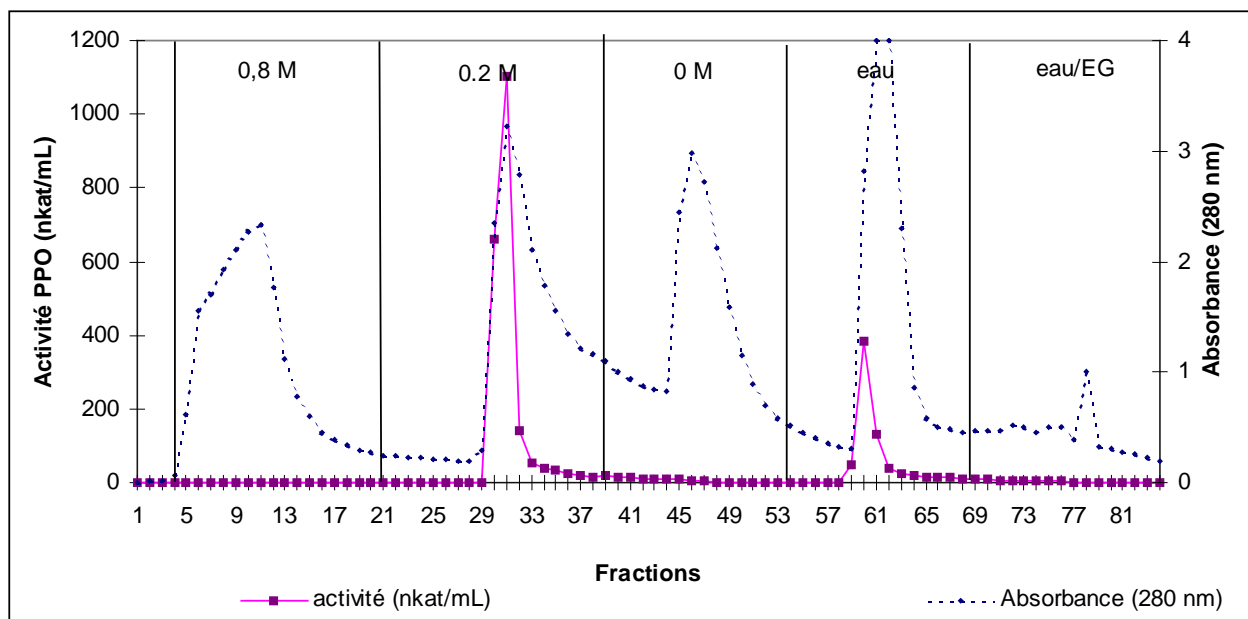 0,8 M 0.2 M 0 M eau eau/EG
Activité PPO (nkat/mL)
1200
1000
800
600
400
200
0
4
3
2
1
0
Absorbance (280 nm)
1 5 9 13 17 21 25 29 33 37 41 45 49 53 57 61 65 69 73 77 81
Fractions
activité (nkat/mL) Absorbance (280 nm)